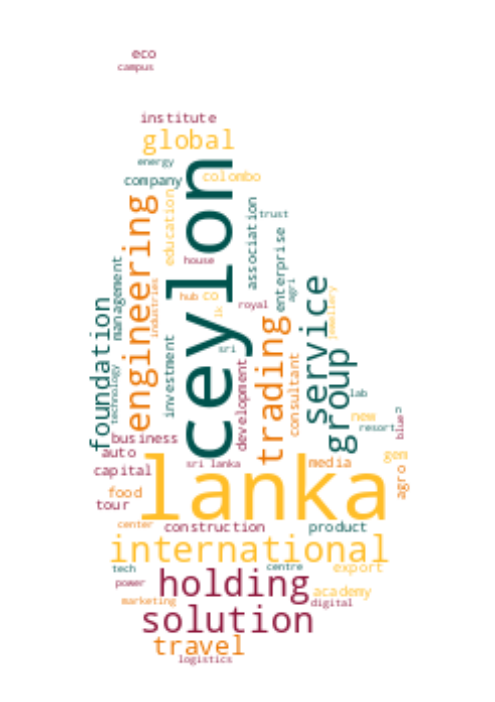 eco
campus
institute
global
energy
company
colombo
ceylon
engineering
education
association
trust
house
enterprise
agri
management
industries
hub
co
lk
royal
jewellery
service
foundation
technology
investment
sri
development
trading
consultant
group
lab
new
n
resort
blue
business
auto
capital
sri lanka
media
gem
agro
lanka
food
tour
center
construction
product
international
tech
centre
export
power
holding
academy
marketing
digital
solution
travel
logistics